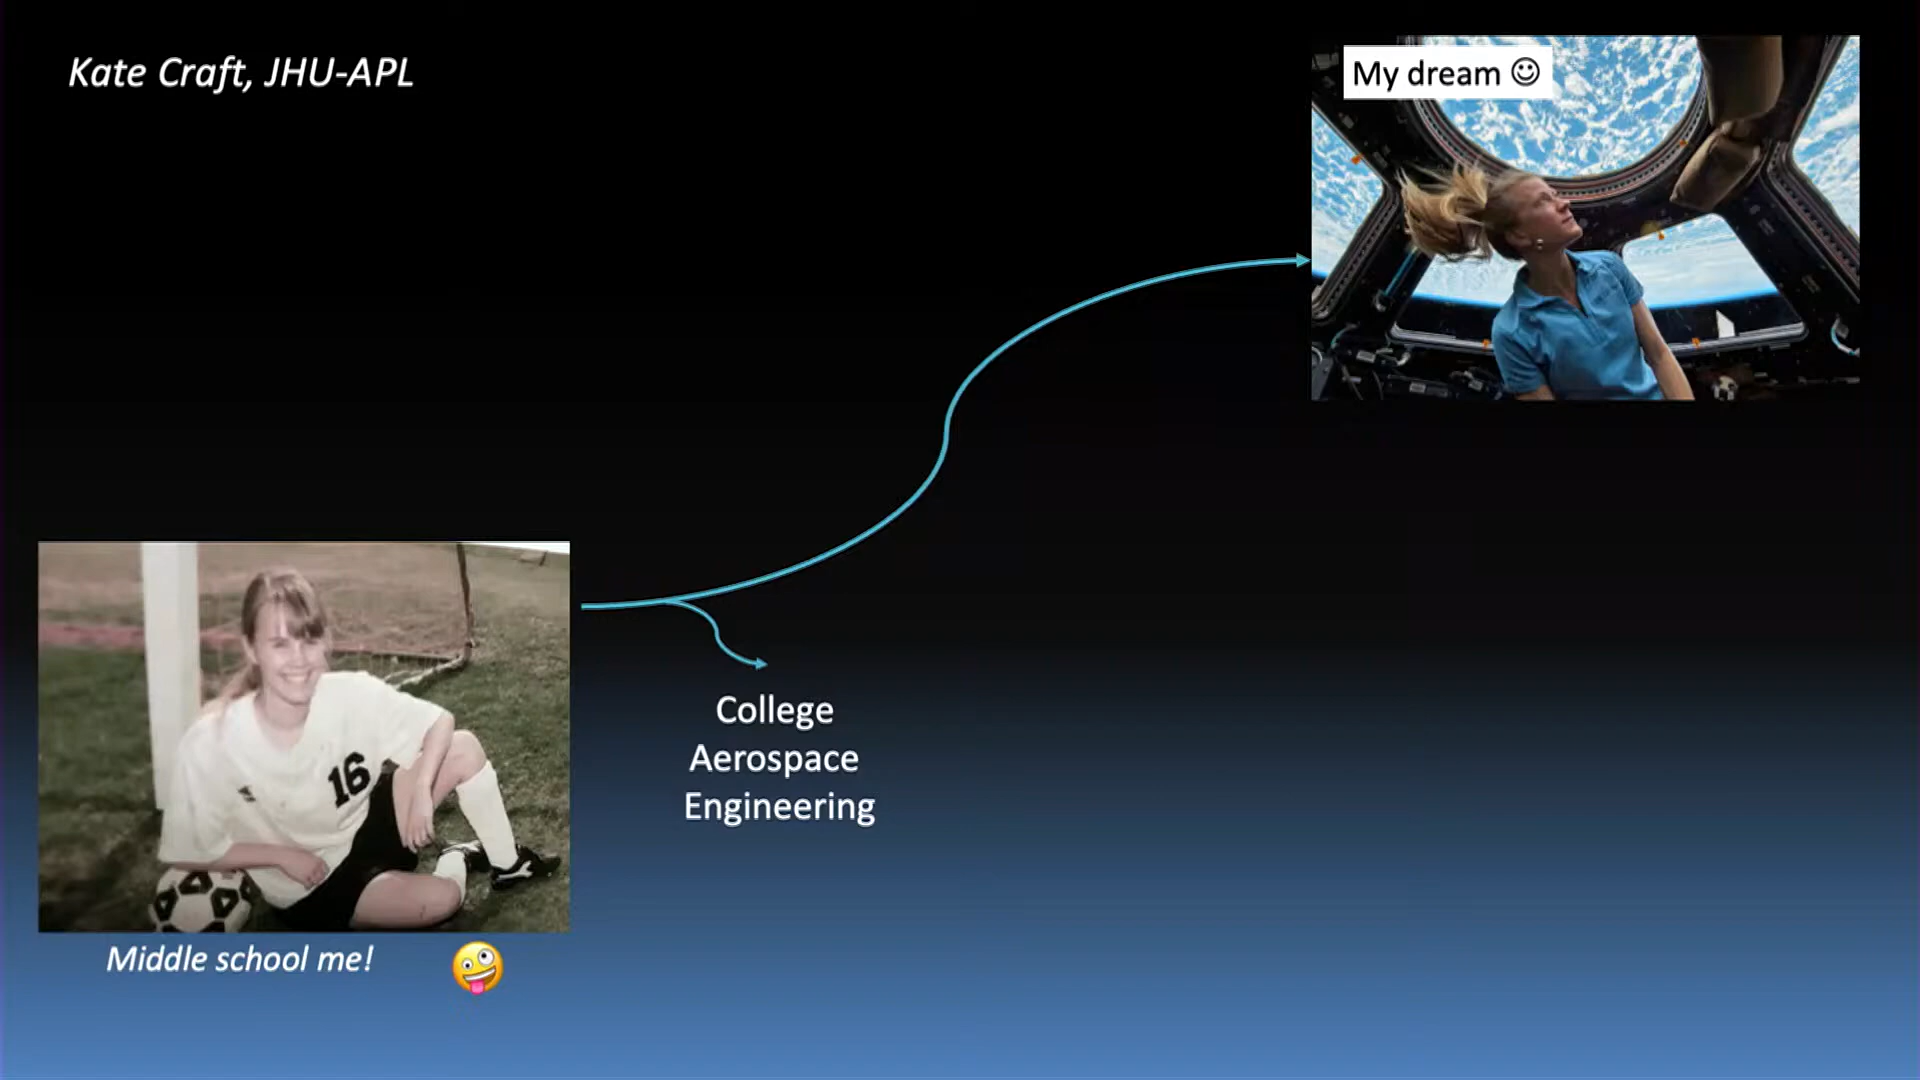 Kate Craft, JHU-APL
My dream ☺
College
Aerospace
Engineering
16
Middle school me!